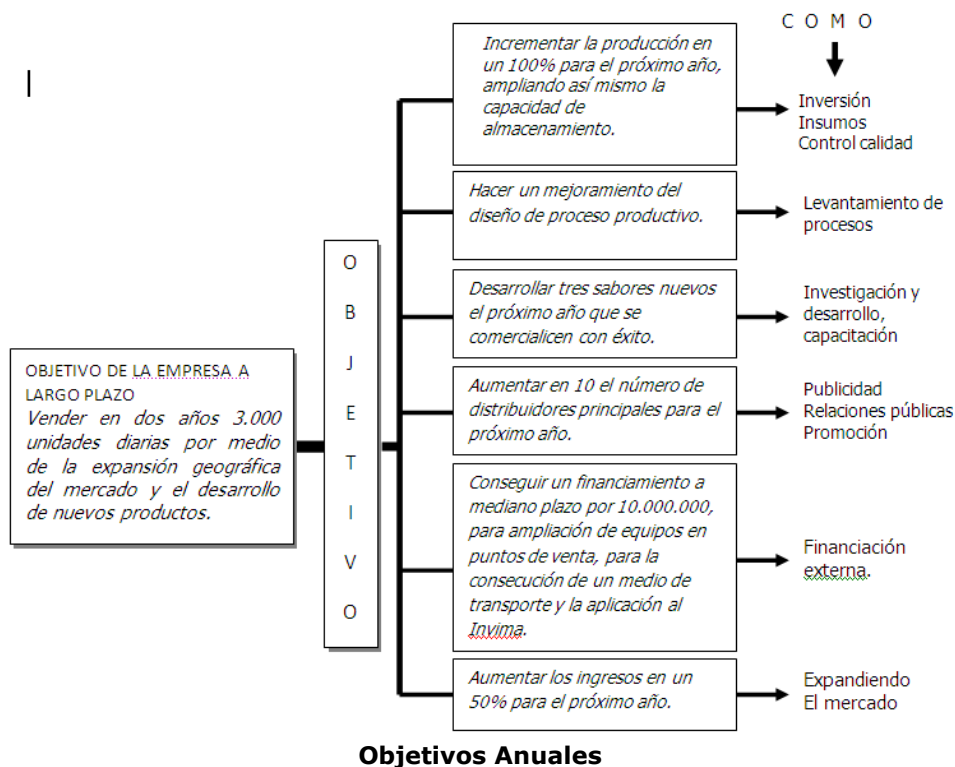 C O M O
Incrementar la producción en
un 100% para el próximo año,
ampliando así mismo la
capacidad de
almacenamiento.
Inversión
Insumos
Control calidad
Hacer un mejoramiento del
diseño de proceso productivo.
Levantamiento de
procesos
Desarrollar tres sabores nuevos
el próximo año que se
comercialicen con éxito.
Investigación y
desarrollo,
capacitación
OBJETIVO DE LA EMPRESA A
LARGO PLAZO
Vender en dos años 3.000
unidades diarias por medio
de la expansión geográfica
del mercado y el desarrollo
de nuevos productos.
O
B
J
E
T
I
V
O
Aumentar en 10 el número de
distribuidores principales para el
próximo año.
Publicidad
Relaciones públicas
Promoción
Conseguir un financiamiento a
mediano plazo por 10.000.000,
para ampliación de equipos en
puntos de venta, para la
consecución de un medio de
transporte y la aplicación al
Invima.
Financiación
externa.
Aumentar los ingresos en un
50% para el próximo año.
Expandiendo
El mercado
Objetivos Anuales